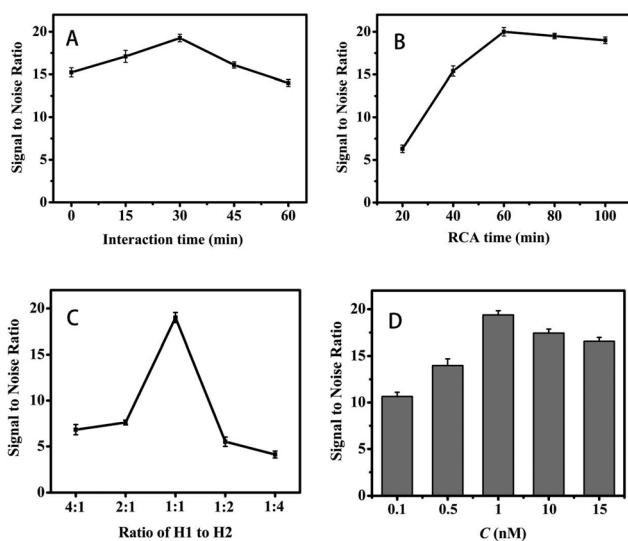 A
Signal to Noise Ratio
20
15
10
5
0
0 15 30 45 60
Interaction time (min)
B
Signal to Noise Ratio
20
15
10
5
0
20 40 60 80 100
RCA time (min)
C
Signal to Noise Ratio
20
15
10
5
0
4:1 2:1 1:1 1:2 1:4
Ratio of H1 to H2
D
Signal to Noise Ratio
20
15
10
5
0
0.1 0.5 1 10 15
C (nM)